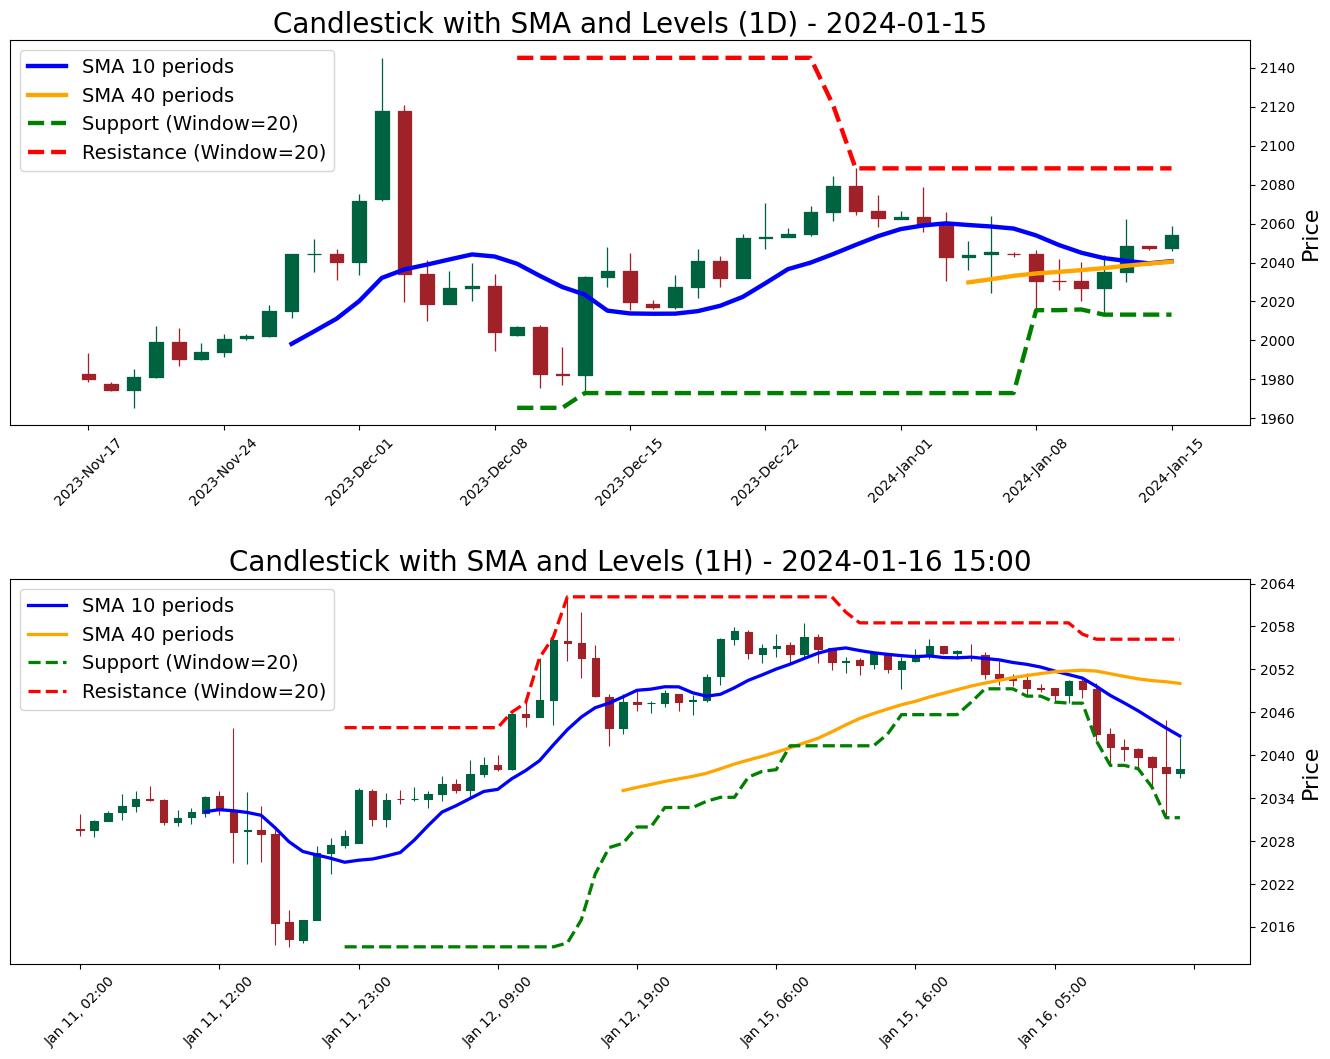 Candlestick with SMA and Levels (1D) - 2024-01-15
SMA 10 periods
SMA 40 periods
Support (Window=20)
Resistance (Window=20)
2140
2120
2100
2080
2060
2040
2020
2000
1980
1960
Price
2023-Nov-17
2023-Nov-24
2023-Dec-01
2023-Dec-08
2023-Dec-15
2023-Dec-22
2024-Jan-01
2024-Jan-08
2024-Jan-15
Candlestick with SMA and Levels (1H) - 2024-01-16 15:00
SMA 10 periods
SMA 40 periods
Support (Window=20)
Resistance (Window=20)
2064
2058
2052
2046
2040
2034
2028
2022
2016
Price
Jan 11, 02:00
Jan 11, 12:00
Jan 11, 23:00
Jan 12, 09:00
Jan 12, 19:00
Jan 15, 06:00
Jan 15, 16:00
Jan 16, 05:00